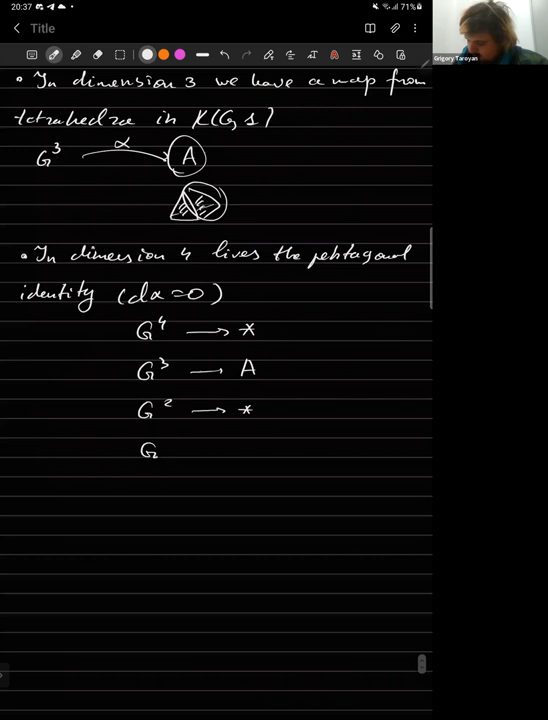 20:37
71%
Title
Grigory Taroyan
• In dimension 3 we have a map from
tetrahedra in K(G, 1)
G³ α → A
• In dimension 4 lives the pentagonal
identity (dα = 0)
G⁴ → *
G³ → A
G² → *
G